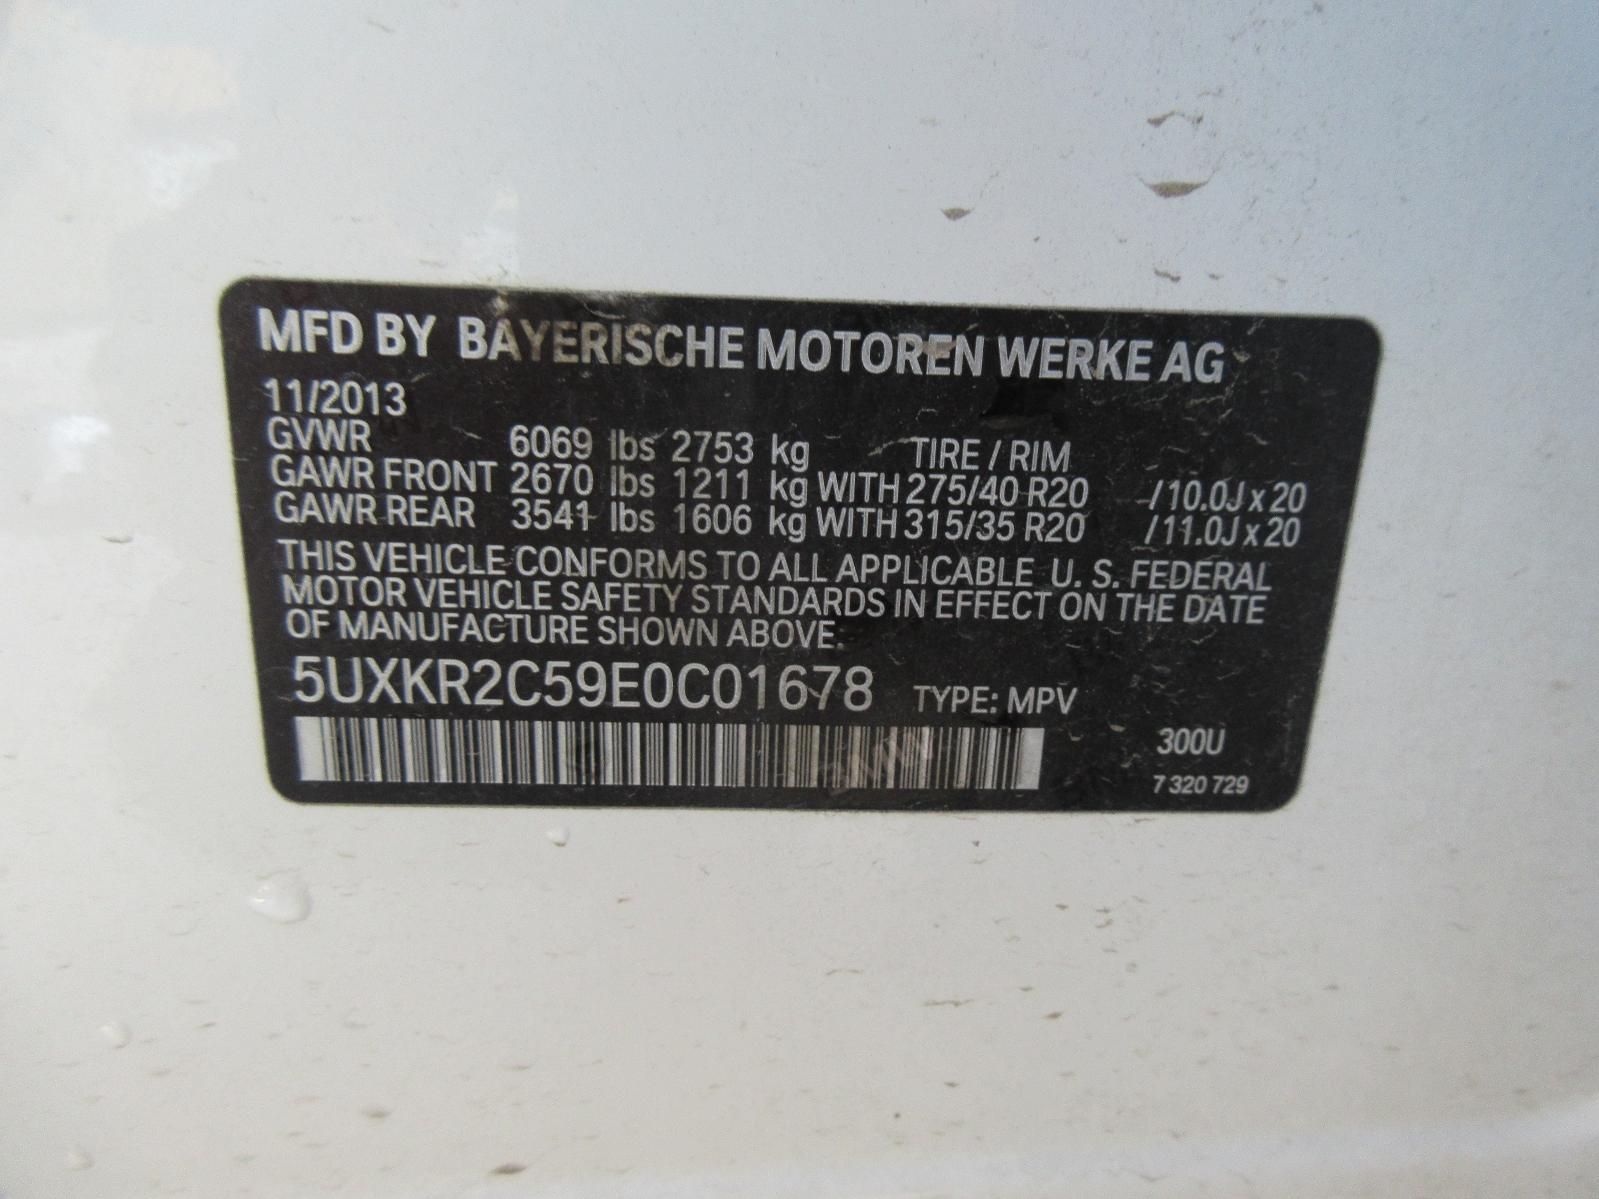 MFD BY BAYERISCHE MOTOREN WERKE AG
11/2013
GVWR 6069 lbs 2753 kg TIRE / RIM
GAWR FRONT 2670 lbs 1211 kg WITH 275/40 R20 /10.0J x 20
GAWR REAR 3541 lbs 1606 kg WITH 315/35 R20 /11.0J x 20
THIS VEHICLE CONFORMS TO ALL APPLICABLE U. S. FEDERAL
MOTOR VEHICLE SAFETY STANDARDS IN EFFECT ON THE DATE
OF MANUFACTURE SHOWN ABOVE.
5UXKR2C59E0C01678 TYPE: MPV
300U
7 320 729